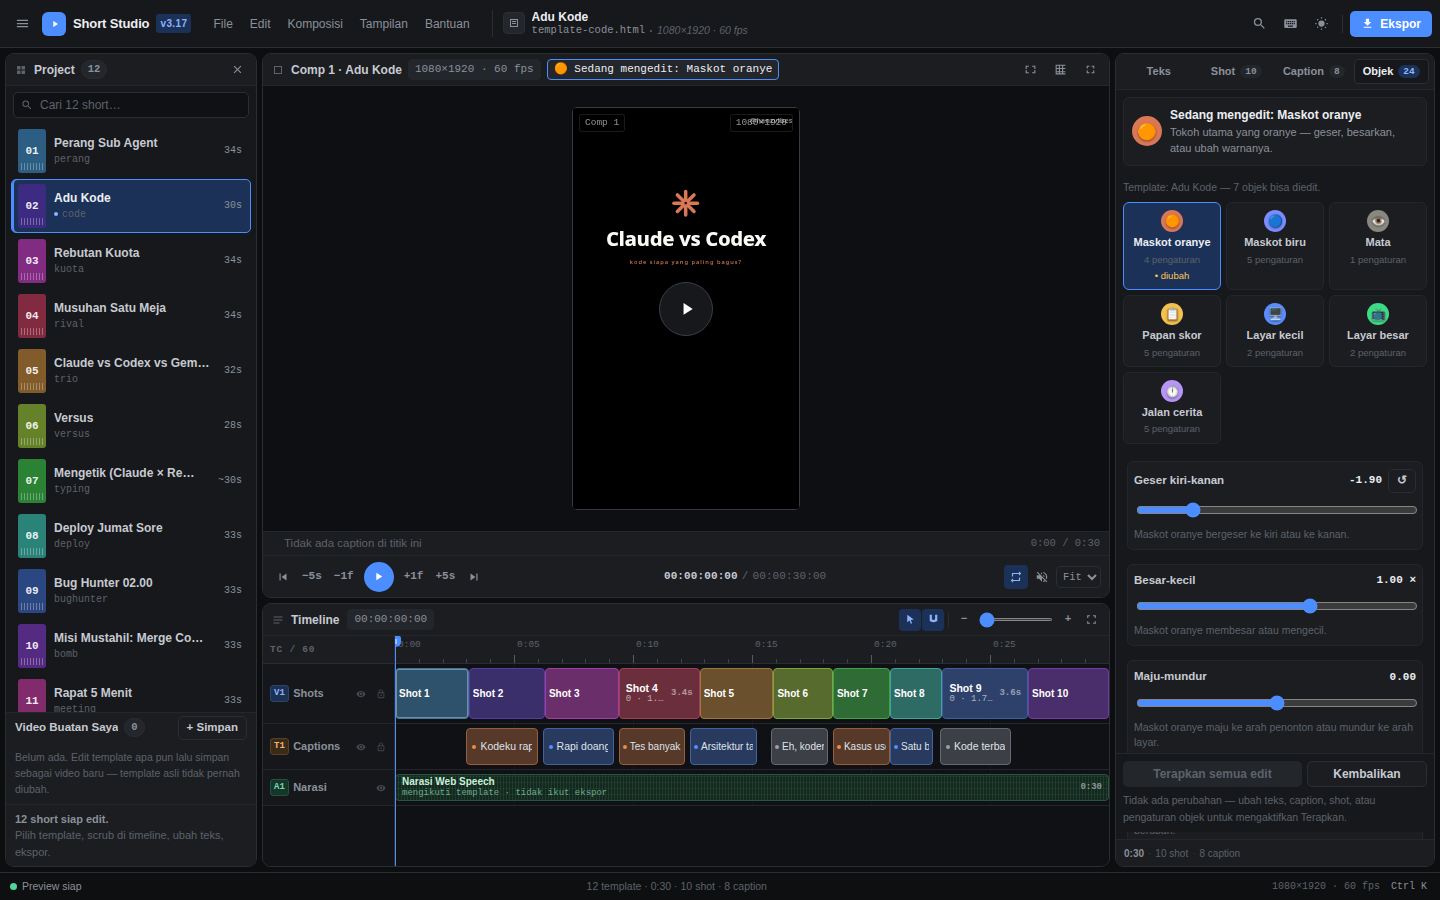 Short Studio v3.17 File Edit Komposisi Tampilan Bantuan
Adu Kode
template-code.html · 1080×1920 · 60 fps
Ekspor
Project 12
Cari 12 short…
01 Perang Sub Agent 34s
perang
02 Adu Kode 30s
• code
03 Rebutan Kuota 34s
kuota
04 Musuhan Satu Meja 34s
rival
05 Claude vs Codex vs Gem… 32s
trio
06 Versus 28s
versus
07 Mengetik (Claude × Re… ~30s
typing
08 Deploy Jumat Sore 33s
deploy
09 Bug Hunter 02.00 33s
bughunter
10 Misi Mustahil: Merge Co… 33s
bomb
11 Rapat 5 Menit 33s
meeting
Video Buatan Saya 0 + Simpan
Belum ada. Edit template apa pun lalu simpan
sebagai video baru — template asli tidak pernah
diubah.
12 short siap edit.
Pilih template, scrub di timeline, ubah teks,
ekspor.
Comp 1 · Adu Kode 1080×1920 · 60 fps Sedang mengedit: Maskot oranye
Comp 1 1080×1920
Claude vs Codex
kode siapa yang paling bagus?
Tidak ada caption di titik ini 0:00 / 0:30
−5s −1f +1f +5s 00:00:00:00 / 00:00:30:00 Fit
Timeline 00:00:00:00 − +
TC / 60 0:00 0:05 0:10 0:15 0:20 0:25
V1 Shots Shot 1 Shot 2 Shot 3 Shot 4 3.4s Shot 5 Shot 6 Shot 7 Shot 8 Shot 9 3.6s Shot 10
0 · 1.… 0 · 1.7…
T1 Captions Kodeku rap Rapi doang Tes banyak Arsitektur ta Eh, koder Kasus us Satu b Kode terba
A1 Narasi Narasi Web Speech 0:30
mengikuti template · tidak ikut ekspor
Teks Shot 10 Caption 8 Objek 24
Sedang mengedit: Maskot oranye
Tokoh utama yang oranye — geser, besarkan,
atau ubah warnanya.
Template: Adu Kode — 7 objek bisa diedit.
Maskot oranye Maskot biru Mata
4 pengaturan 5 pengaturan 1 pengaturan
• diubah
Papan skor Layar kecil Layar besar
5 pengaturan 2 pengaturan 2 pengaturan
Jalan cerita
5 pengaturan
Geser kiri-kanan -1.90 ↺
Maskot oranye bergeser ke kiri atau ke kanan.
Besar-kecil 1.00 ×
Maskot oranye membesar atau mengecil.
Maju-mundur 0.00
Maskot oranye maju ke arah penonton atau mundur ke arah
layar.
Terapkan semua edit Kembalikan
Tidak ada perubahan — ubah teks, caption, shot, atau
pengaturan objek untuk mengaktifkan Terapkan.
0:30 · 10 shot · 8 caption
Preview siap 12 template · 0:30 · 10 shot · 8 caption 1080×1920 · 60 fps Ctrl K